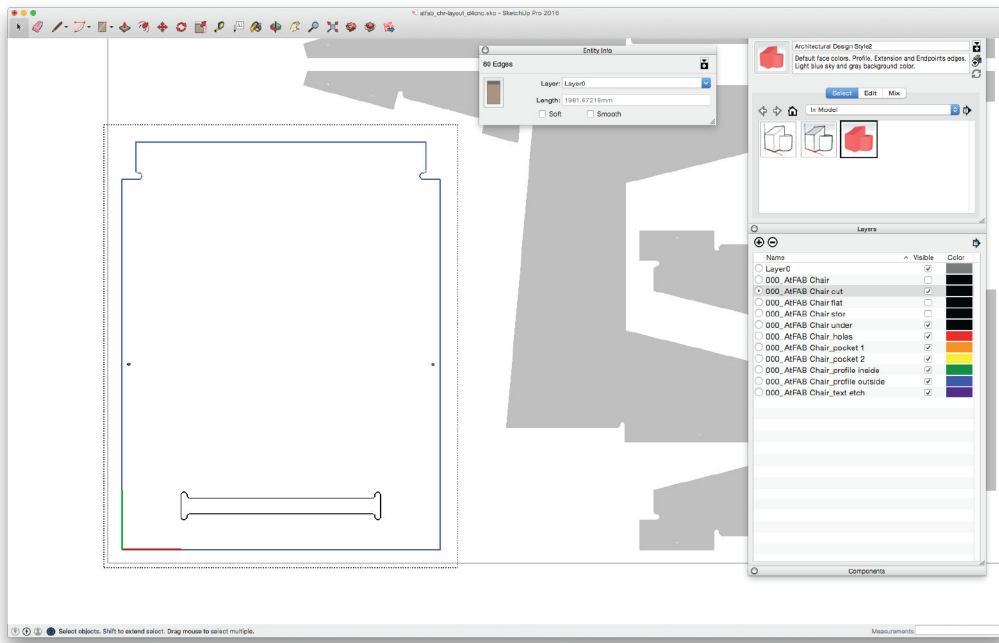 atfab_chr-layout_d4cnc.skp - SketchUp Pro 2016
Entity Info
80 Edges
Layer: Layer0
Length: 1981.67219mm
Soft Smooth
Architectural Design Style2
Default face colors. Profile, Extension and Endpoints edges.
Light blue sky and gray background color.
Select Edit Mix
In Model
Layers
Name Visible Color
Layer0
000_AtFAB Chair
000_AtFAB Chair cut
000_AtFAB Chair flat
000_AtFAB Chair stor
000_AtFAB Chair under
000_AtFAB Chair_holes
000_AtFAB Chair_pocket 1
000_AtFAB Chair_pocket 2
000_AtFAB Chair_profile inside
000_AtFAB Chair_profile outside
000_AtFAB Chair_text etch
Components
Select objects. Shift to extend select. Drag mouse to select multiple.
Measurements